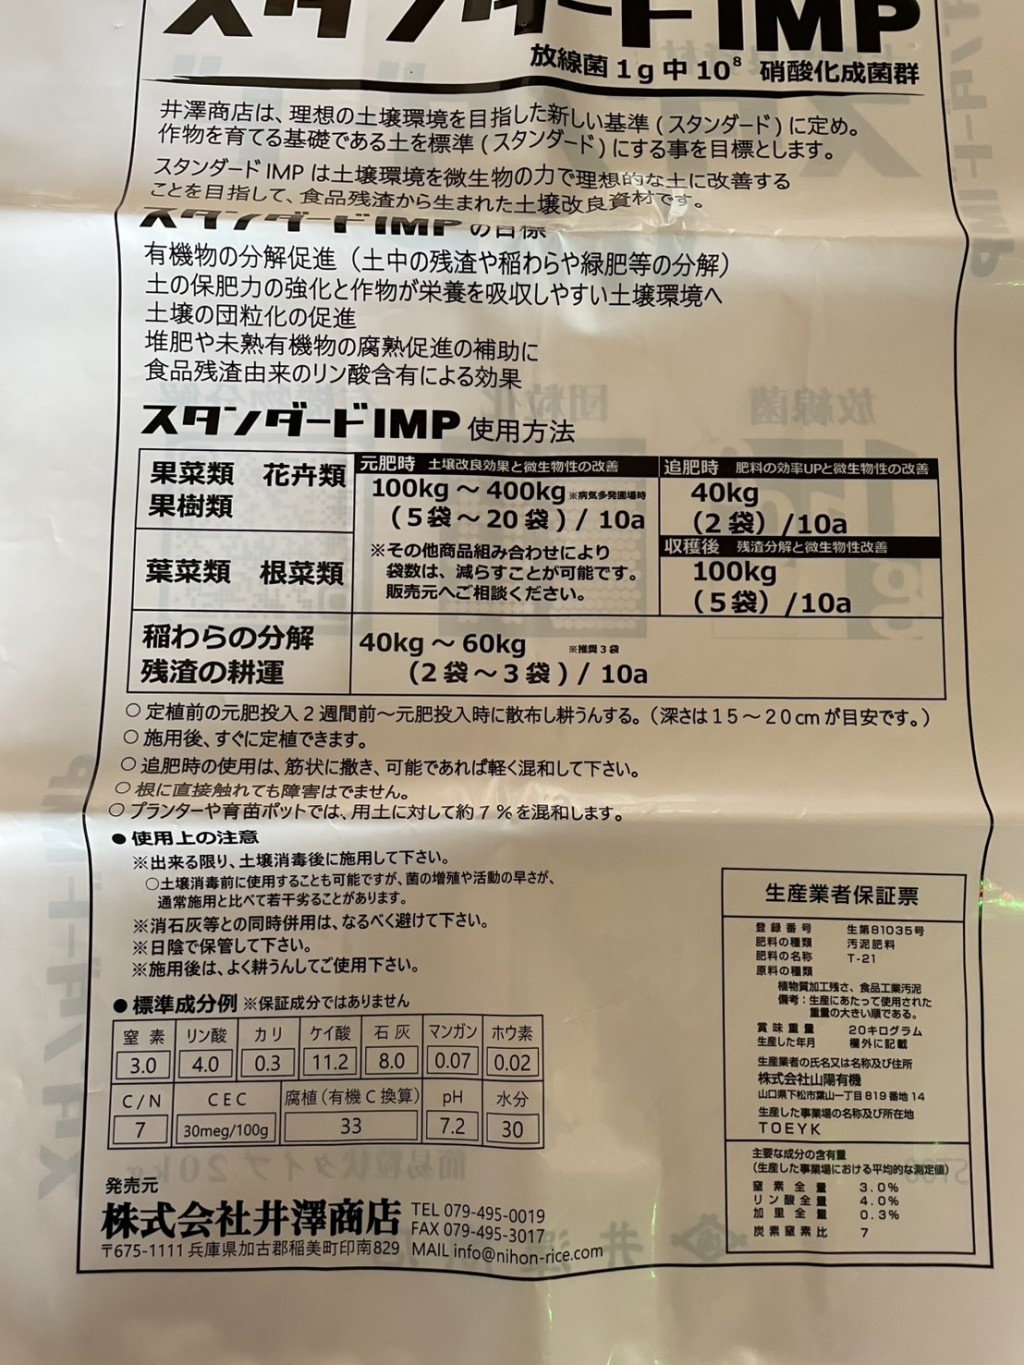 スタンダードIMP
放線菌1g中10⁸ 硝酸化成菌群
井澤商店は、理想の土壌環境を目指した新しい基準(スタンダード)に定め。
作物を育てる基礎である土を標準(スタンダード)にする事を目標とします。
スタンダードIMPは土壌環境を微生物の力で理想的な土に改善する
ことを目指して、食品残渣から生まれた土壌改良資材です。
スタンダードIMPの目標
有機物の分解促進(土中の残渣や稲わらや緑肥等の分解)
土の保肥力の強化と作物が栄養を吸収しやすい土壌環境へ
土壌の団粒化の促進
堆肥や未熟有機物の腐熟促進の補助に
食品残渣由来のリン酸含有による効果
スタンダードIMP 使用方法
果菜類 花卉類
果樹類
葉菜類 根菜類
元肥時 土壌改良効果と微生物性の改善
100kg～400kg※病気多発圃場時
(5袋～20袋)/10a
※その他商品組み合わせにより
袋数は、減らすことが可能です。
販売元へご相談ください。
追肥時 肥料の効率UPと微生物性の改善
40kg
(2袋)/10a
収穫後 残渣分解と微生物性改善
100kg
(5袋)/10a
稲わらの分解
残渣の耕運
40kg～60kg ※推奨3袋
(2袋～3袋)/10a
○定植前の元肥投入2週間前～元肥投入時に散布し耕うんする。(深さは15～20cmが目安です。)
○施用後、すぐに定植できます。
○追肥時の使用は、筋状に撒き、可能であれば軽く混和して下さい。
○根に直接触れても障害はでません。
○プランターや育苗ポットでは、用土に対して約7%を混和します。
●使用上の注意
※出来る限り、土壌消毒後に施用して下さい。
○土壌消毒前に使用することも可能ですが、菌の増殖や活動の早さが、
通常施用と比べて若干劣ることがあります。
※消石灰等との同時併用は、なるべく避けて下さい。
※日陰で保管して下さい。
※施用後は、よく耕うんしてご使用下さい。
●標準成分例 ※保証成分ではありません
窒素 リン酸 カリ ケイ酸 石灰 マンガン ホウ素
3.0 4.0 0.3 11.2 8.0 0.07 0.02
C/N CEC 腐植(有機C換算) pH 水分
7 30meg/100g 33 7.2 30
発売元
株式会社井澤商店
TEL 079-495-0019
FAX 079-495-3017
〒675-1111 兵庫県加古郡稲美町印南829 MAIL info@nihon-rice.com
生産業者保証票
登録番号 生第81035号
肥料の種類 汚泥肥料
肥料の名称 T-21
原料の種類
植物質加工残さ、食品工業汚泥
備考：生産にあたって使用された
重量の大きい順である。
賞味重量 20キログラム
生産した年月 欄外に記載
生産業者の氏名又は名称及び住所
株式会社山陽有機
山口県下松市葉山一丁目819番地14
生産した事業場の名称及び所在地
TOEYK
主要な成分の含有量
(生産した事業場における平均的な測定値)
窒素全量 3.0%
リン酸全量 4.0%
加里全量 0.3%
炭素窒素比 7